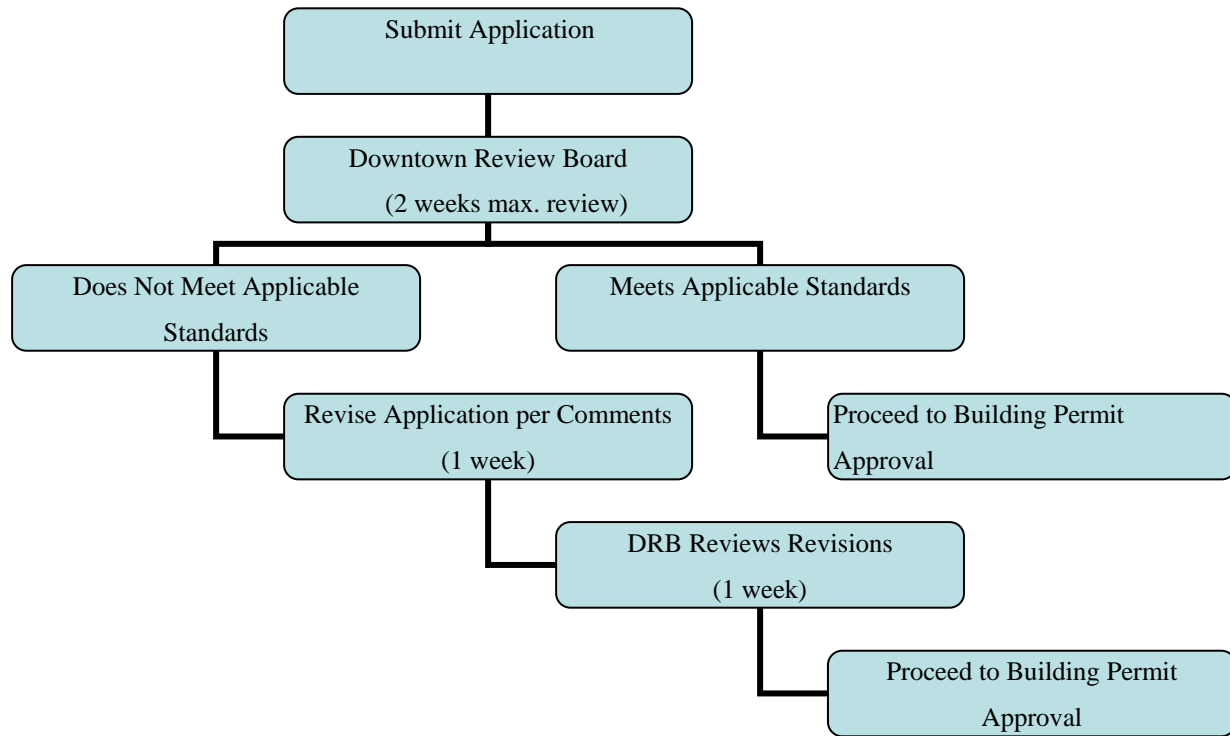 Submit Application
Downtown Review Board
(2 weeks max. review)
Does Not Meet Applicable
Standards
Meets Applicable Standards
Revise Application per Comments
(1 week)
Proceed to Building Permit
Approval
DRB Reviews Revisions
(1 week)
Proceed to Building Permit
Approval